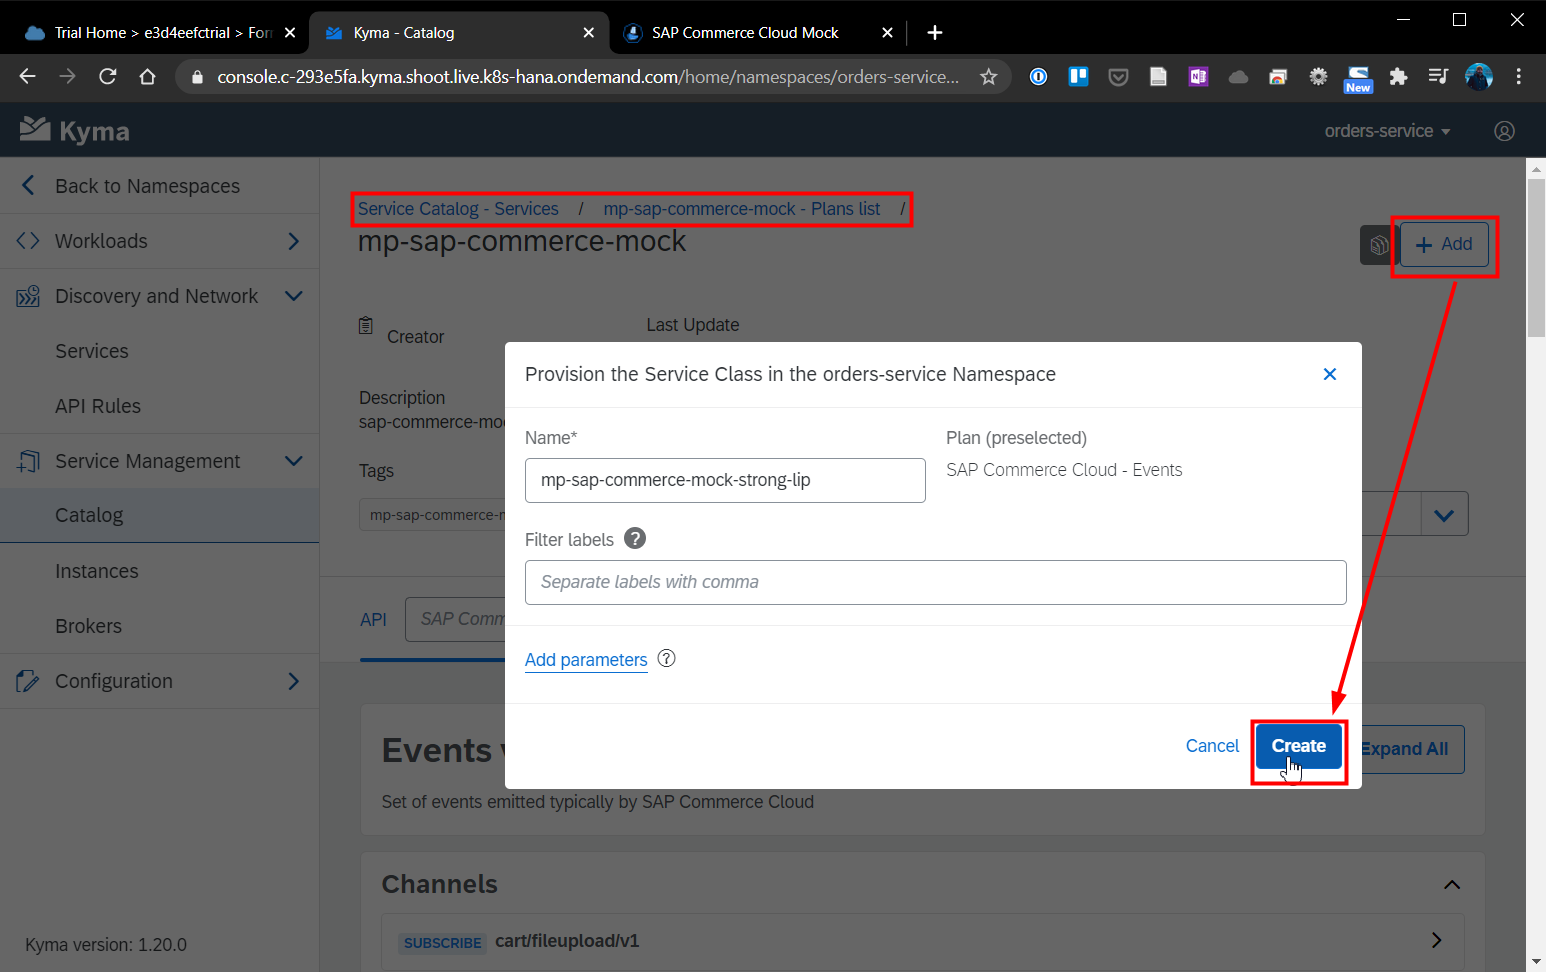 Trial Home > e3d4eefctrial > For
Kyma - Catalog
SAP Commerce Cloud Mock
console.c-293e5fa.kyma.shoot.live.k8s-hana.ondemand.com/home/namespaces/orders-service...
New
Kyma
orders-service
Back to Namespaces
Workloads
Discovery and Network
Services
API Rules
Service Management
Catalog
Instances
Brokers
Configuration
Kyma version: 1.20.0
Service Catalog - Services / mp-sap-commerce-mock - Plans list /
mp-sap-commerce-mock
+ Add
Creator
Last Update
Description
sap-commerce-mo
Tags
mp-sap-commerce-m
API
SAP Comm
Provision the Service Class in the orders-service Namespace
Name*
Plan (preselected)
mp-sap-commerce-mock-strong-lip
SAP Commerce Cloud - Events
Filter labels ?
Separate labels with comma
Add parameters ?
Cancel
Create
Events
Expand All
Set of events emitted typically by SAP Commerce Cloud
Channels
SUBSCRIBE cart/fileupload/v1